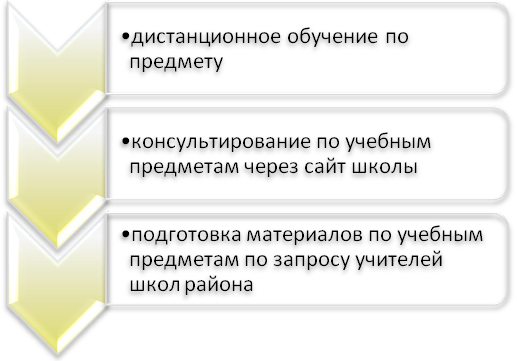 •дистанционное обучение по
предмету
•консультирование по учебным
предметам через сайт школы
•подготовка материалов по учебным
предметам по запросу учителей
школ района